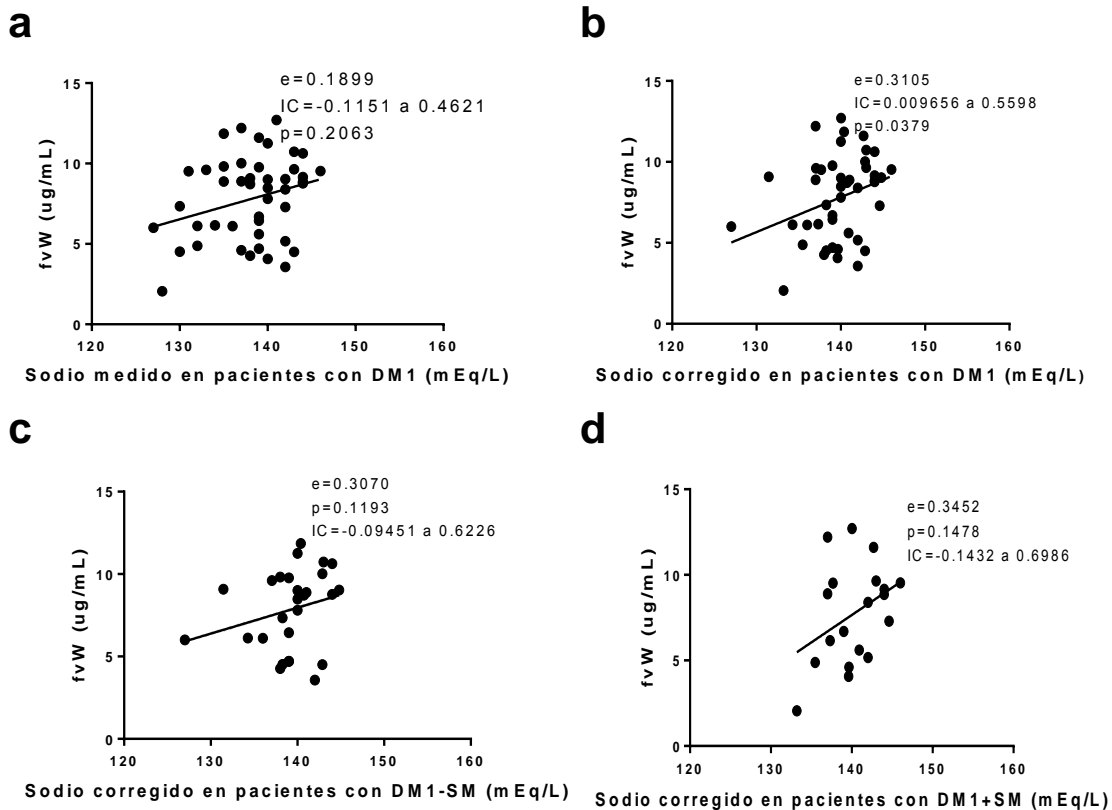 a
e=0.1899
IC=-0.1151 a 0.4621
p=0.2063
fvW (ug/mL)
15
10
5
0
120 130 140 150 160
Sodio medido en pacientes con DM1 (mEq/L)
b
e=0.3105
IC=0.009656 a 0.5598
p=0.0379
fvW (ug/mL)
15
10
5
0
120 130 140 150 160
Sodio corregido en pacientes con DM1 (mEq/L)
c
e=0.3070
p=0.1193
IC=-0.09451 a 0.6226
fvW (ug/mL)
15
10
5
0
120 130 140 150 160
Sodio corregido en pacientes con DM1-SM (mEq/L)
d
e=0.3452
p=0.1478
IC=-0.1432 a 0.6986
fvW (ug/mL)
15
10
5
0
120 130 140 150 160
Sodio corregido en pacientes con DM1+SM (mEq/L)